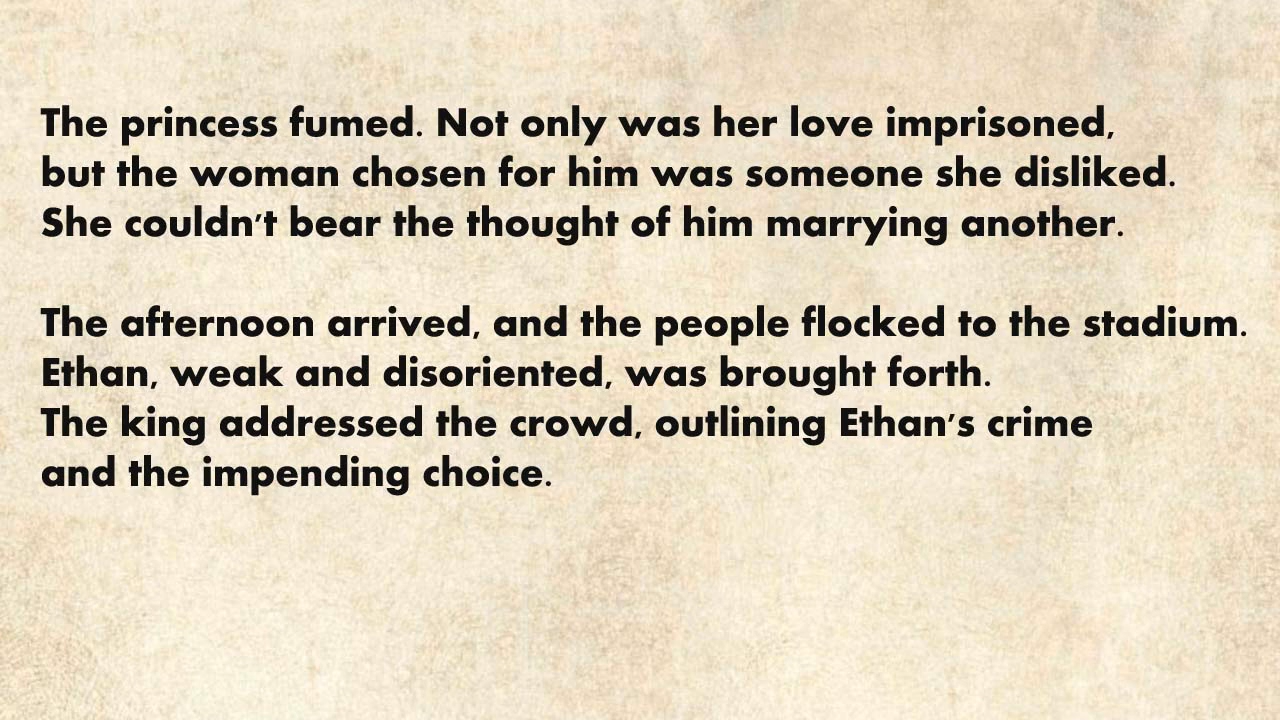 The princess fumed. Not only was her love imprisoned,
but the woman chosen for him was someone she disliked.
She couldn't bear the thought of him marrying another.
The afternoon arrived, and the people flocked to the stadium.
Ethan, weak and disoriented, was brought forth.
The king addressed the crowd, outlining Ethan's crime
and the impending choice.